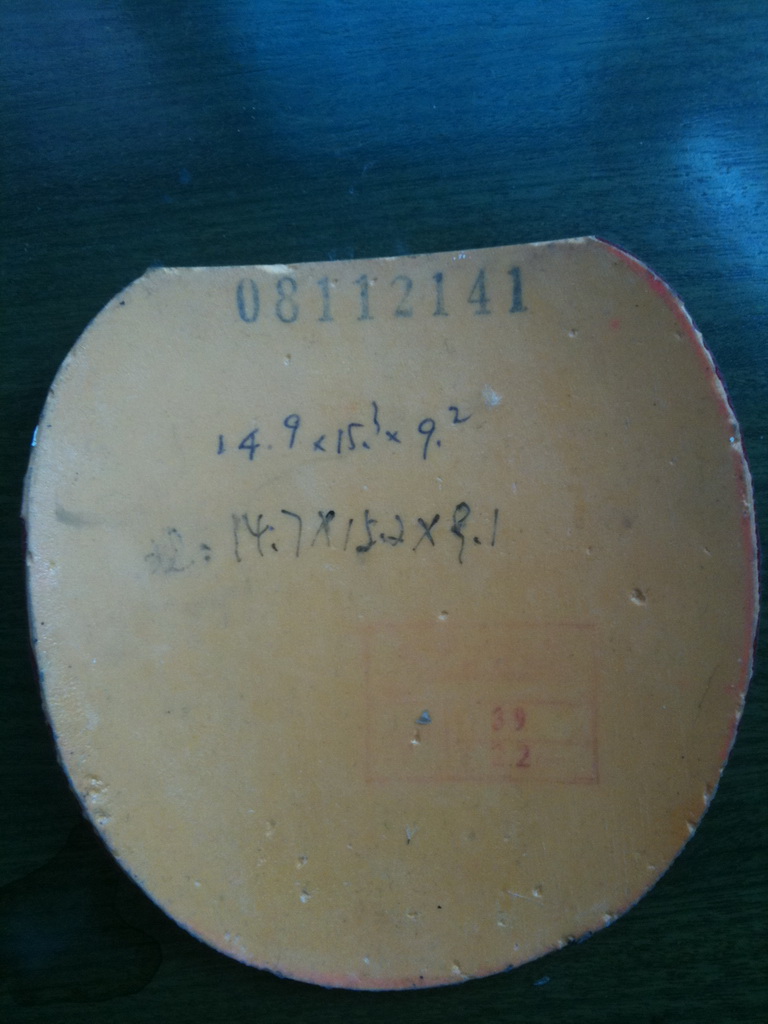 08112141
14.9 x 15.3 x 9.2
: 14.7 X 15.2 X 9.1
39
2